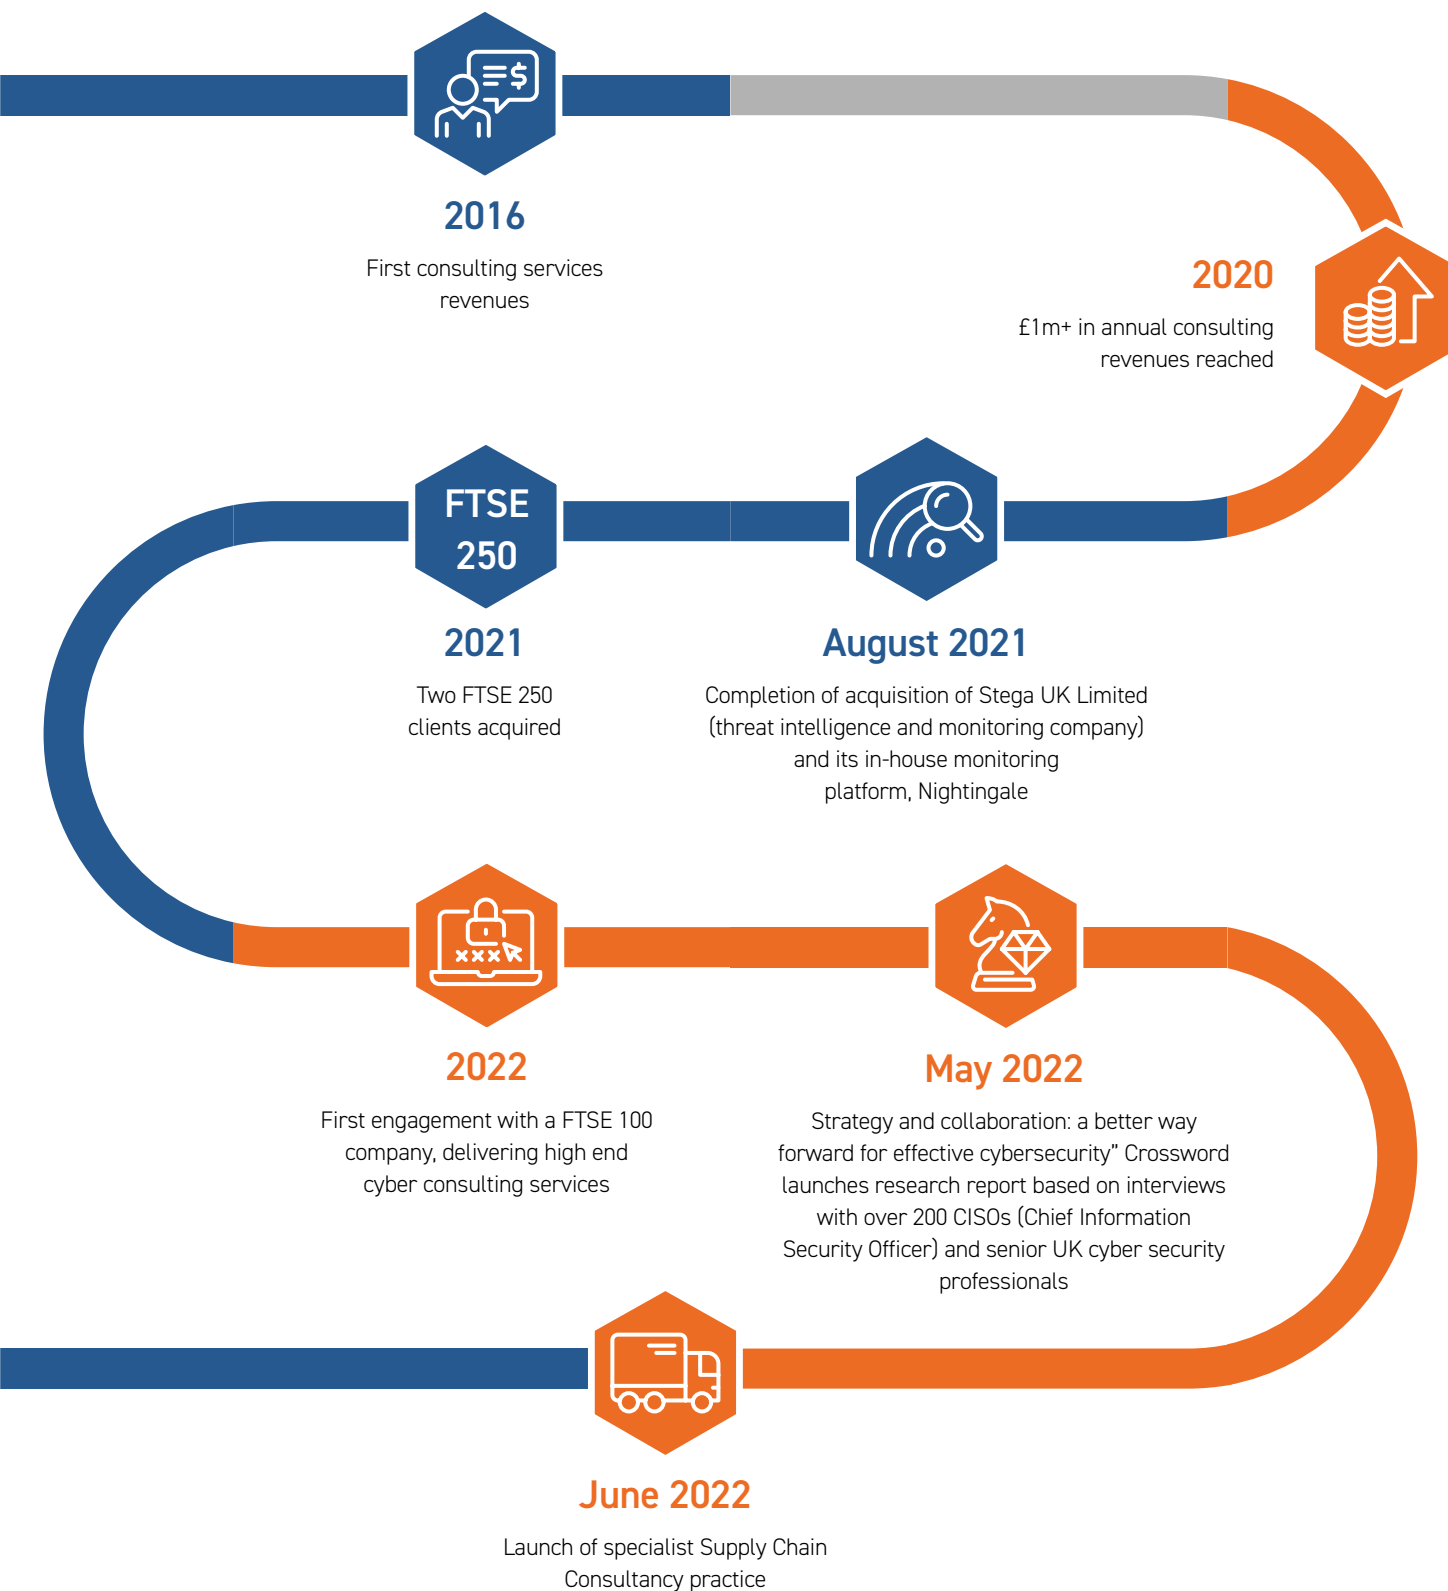 2016
First consulting services
revenues
2020
£1m+ in annual consulting
revenues reached
August 2021
Completion of acquisition of Stega UK Limited
(threat intelligence and monitoring company)
and its in-house monitoring
platform, Nightingale
FTSE
250
2021
Two FTSE 250
clients acquired
xxxx
2022
First engagement with a FTSE 100
company, delivering high end
cyber consulting services
May 2022
Strategy and collaboration: a better way
forward for effective cybersecurity" Crossword
launches research report based on interviews
with over 200 CISOs (Chief Information
Security Officer) and senior UK cyber security
professionals
June 2022
Launch of specialist Supply Chain
Consultancy practice